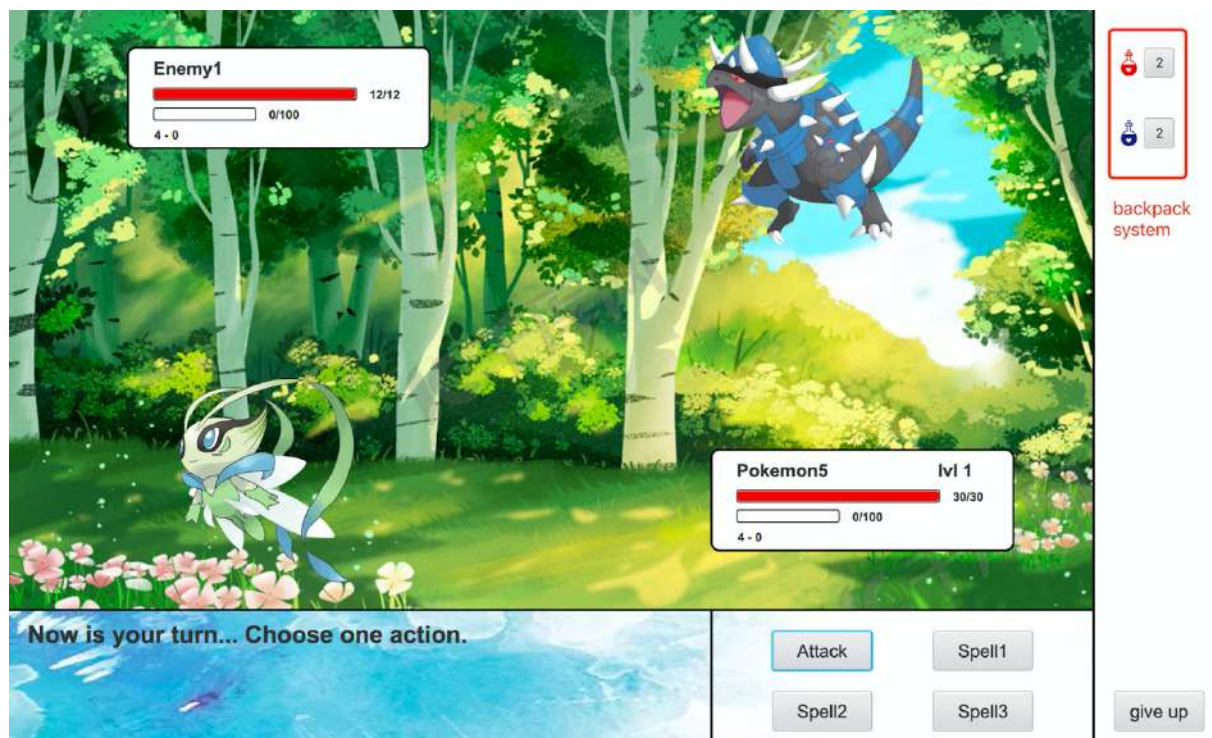 Enemy1
12/12
0/100
4 - 0
2
2
backpack
system
Pokemon5 lvl 1
30/30
0/100
4 - 0
Now is your turn... Choose one action.
Attack Spell1
Spell2 Spell3
give up